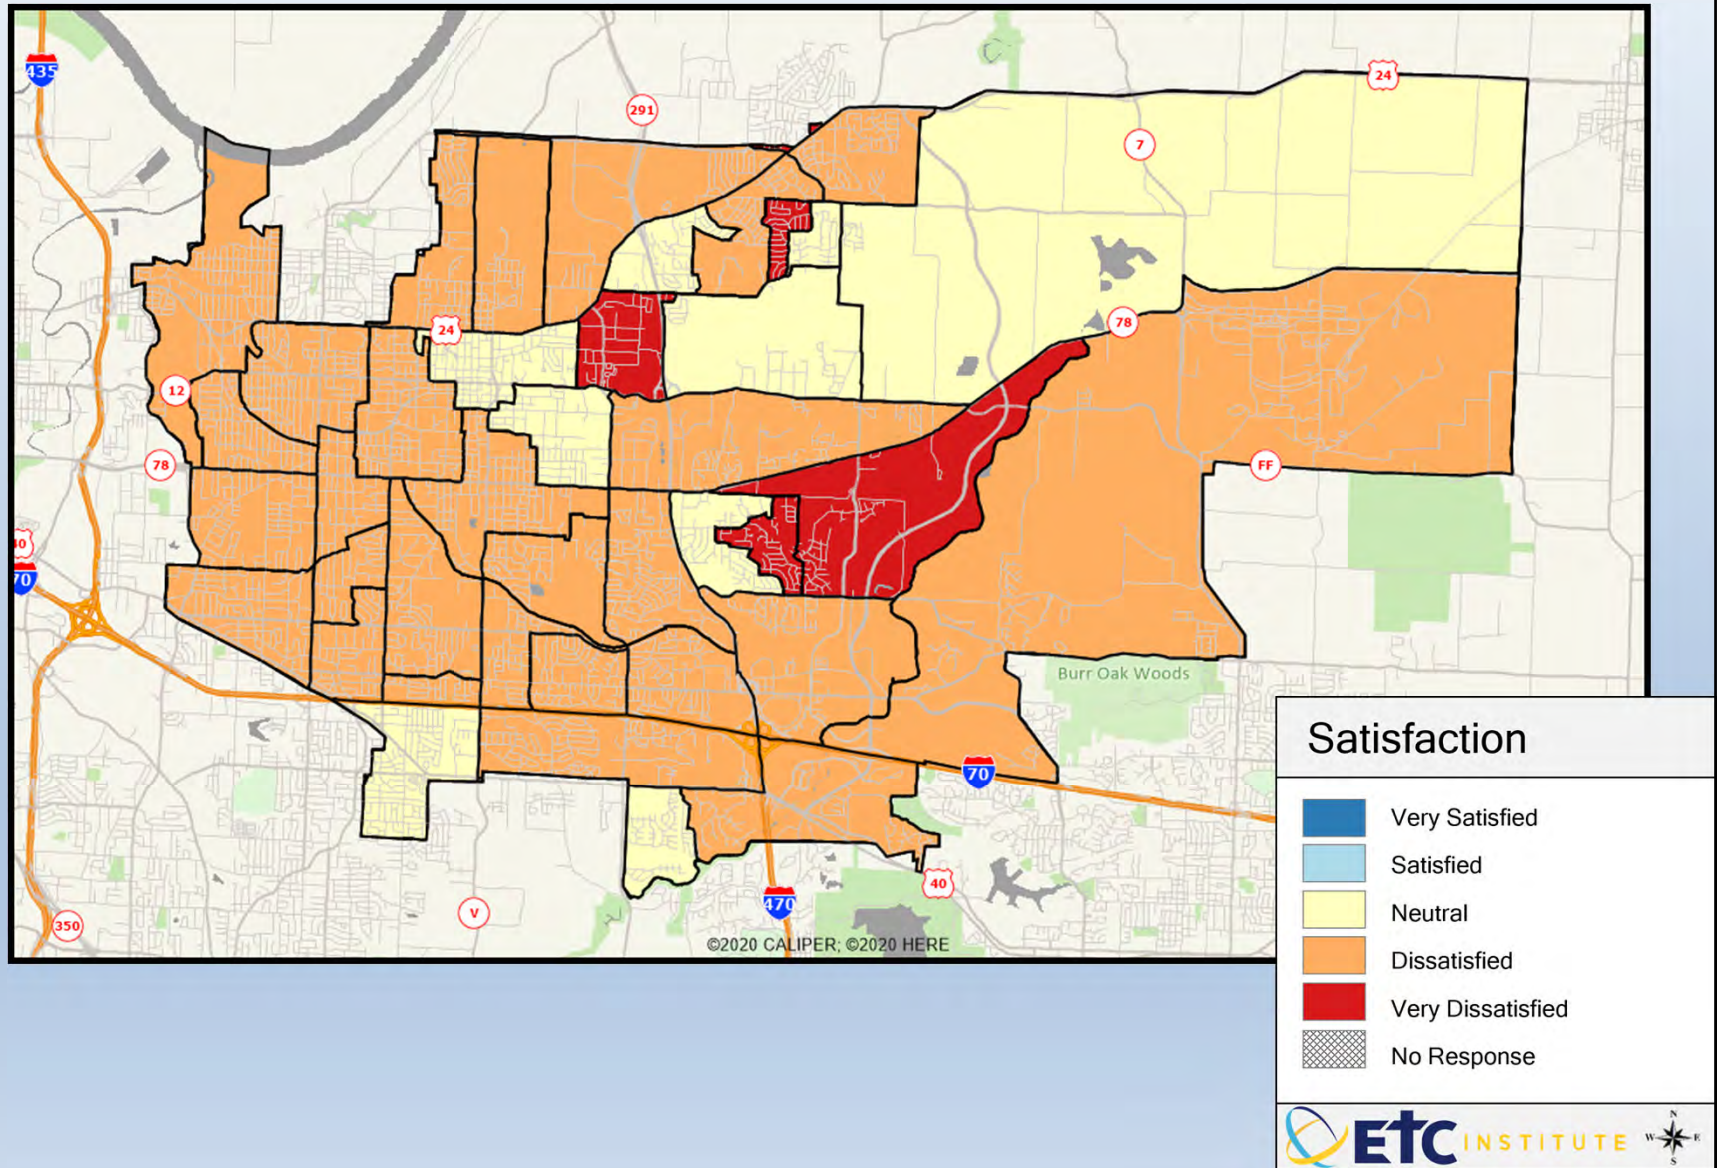 435
24
291
7
24
78
12
78
FF
40
70
Burr Oak Woods
70
40
470
V
350
©2020 CALIPER; ©2020 HERE
Satisfaction
Very Satisfied
Satisfied
Neutral
Dissatisfied
Very Dissatisfied
No Response
ETC INSTITUTE
N
W E
S